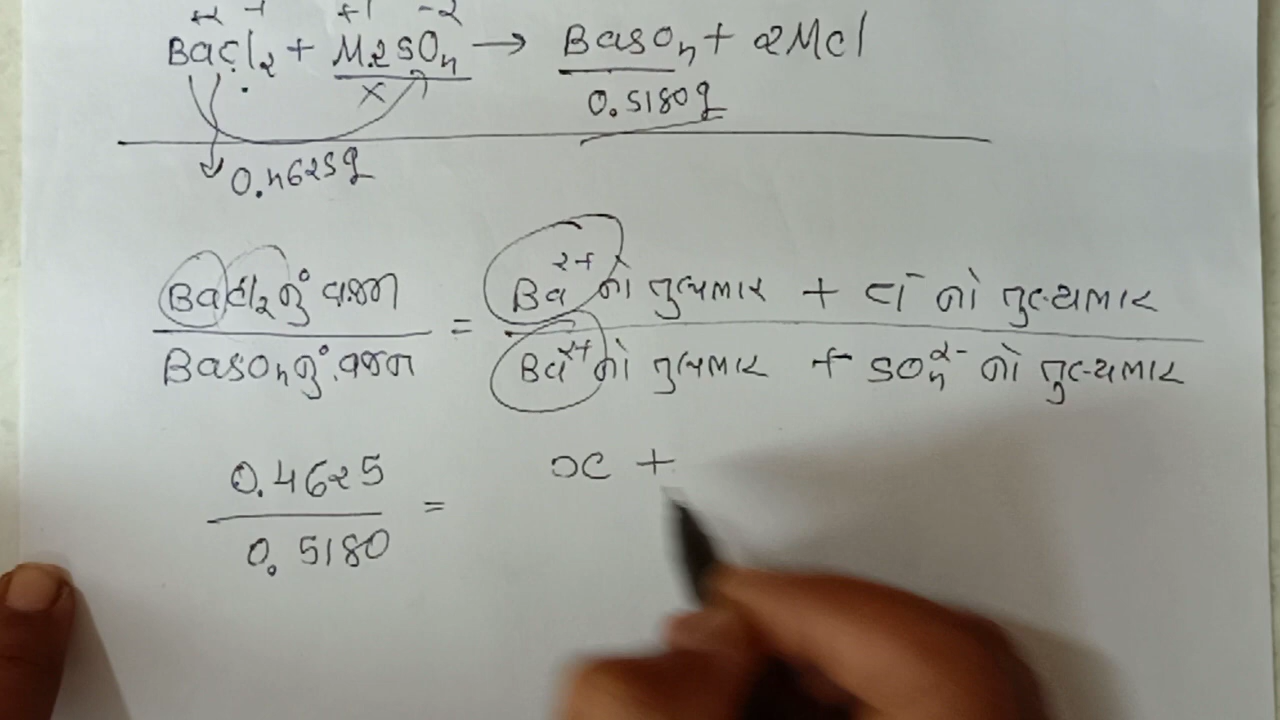 +2 -1 +1 -2
BaCl₂ + M₂SO₄ → BaSO₄ + 2MCl
x 0.5180g
0.4625g
BaCl₂નું વજન = Ba²⁺નો તુલ્યભાર + Cl⁻ નો તુલ્યભાર
BaSO₄નું વજન Ba²⁺નો તુલ્યભાર + SO₄²⁻ નો તુલ્યભાર
0.4625 = x +
0.5180